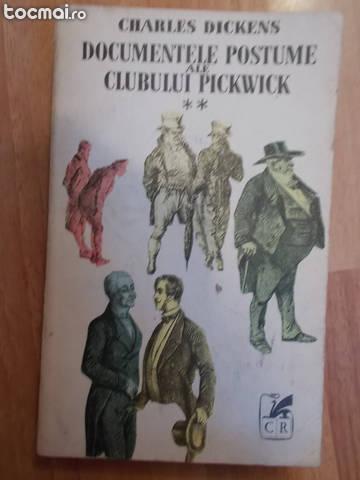 tocmai.ro
CHARLES DICKENS
DOCUMENTELE POSTUME
ALE
CLUBULUI PICKWICK
**
CR